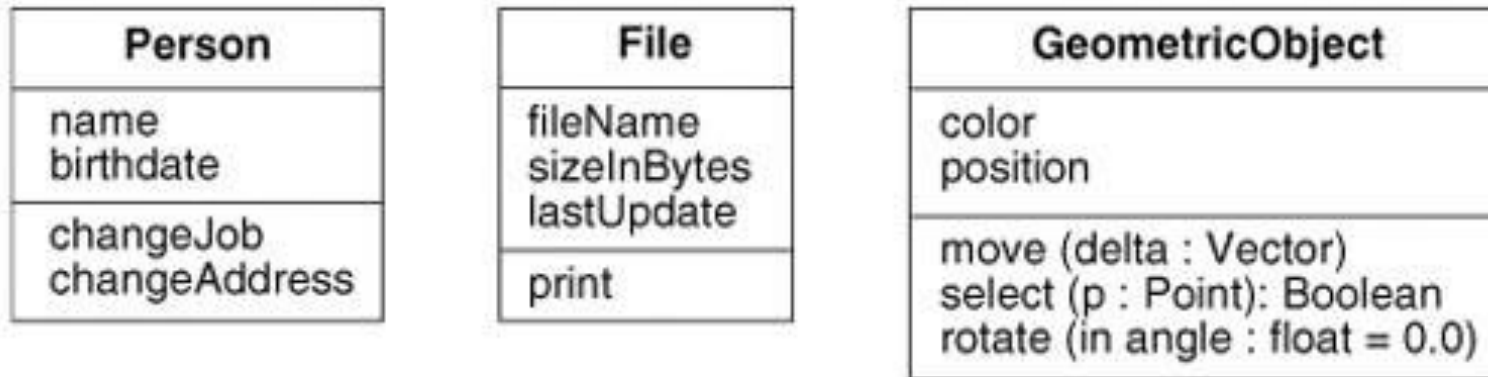 Person
name
birthdate
changeJob
changeAddress
File
fileName
sizeInBytes
lastUpdate
print
GeometricObject
color
position
move (delta : Vector)
select (p : Point): Boolean
rotate (in angle : float = 0.0)